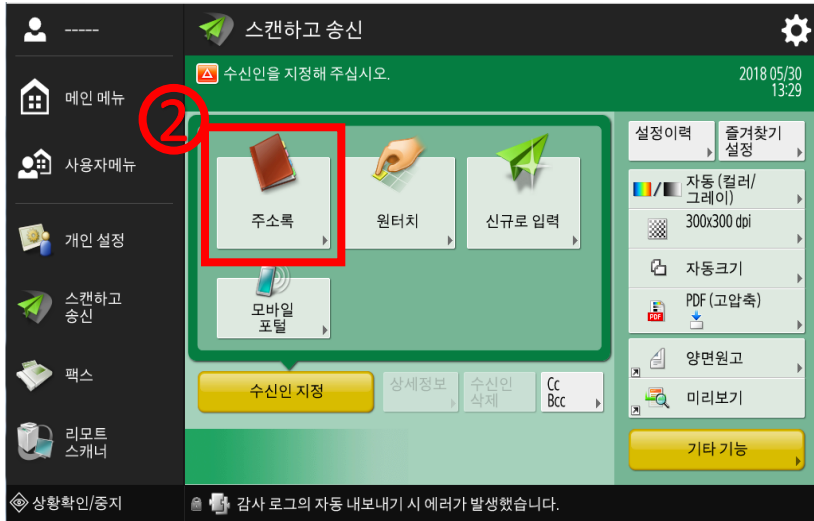 -----
스캔하고 송신
메인 메뉴
사용자메뉴
개인 설정
스캔하고
송신
팩스
리모트
스캐너
상황확인/중지
수신인을 지정해 주십시오.
2018 05/30
13:29
②
주소록
원터치
신규로 입력
모바일
포털
수신인 지정
상세정보
수신인
삭제
Cc
Bcc
설정이력
즐겨찾기
설정
자동 (컬러/
그레이)
300x300 dpi
자동크기
PDF (고압축)
PDF
양면원고
미리보기
기타 기능
감사 로그의 자동 내보내기 시 에러가 발생했습니다.